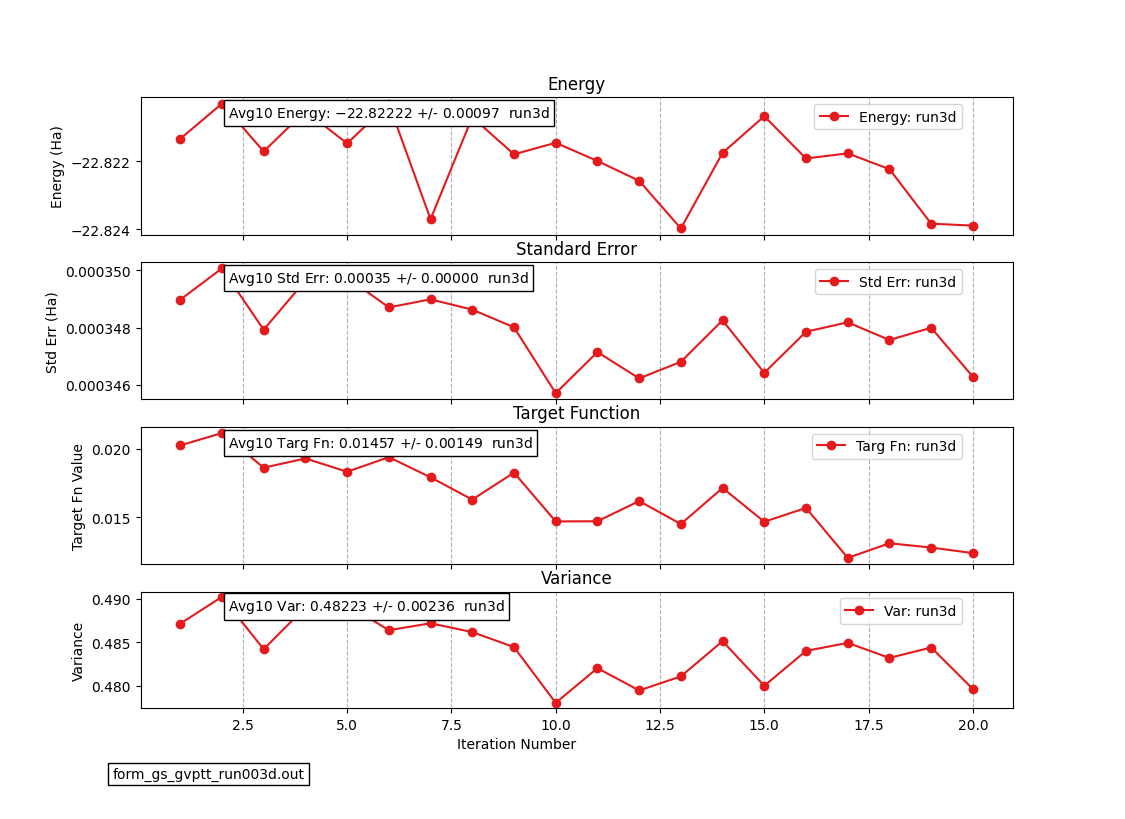 Energy
Avg10 Energy: −22.82222 +/- 0.00097 run3d
Energy: run3d
Energy (Ha)
−22.822
−22.824
Standard Error
Avg10 Std Err: 0.00035 +/- 0.00000 run3d
Std Err: run3d
Std Err (Ha)
0.000350
0.000348
0.000346
Target Function
Avg10 Targ Fn: 0.01457 +/- 0.00149 run3d
Targ Fn: run3d
Target Fn Value
0.020
0.015
Variance
Avg10 Var: 0.48223 +/- 0.00236 run3d
Var: run3d
Variance
0.490
0.485
0.480
2.5 5.0 7.5 10.0 12.5 15.0 17.5 20.0
Iteration Number
form_gs_gvptt_run003d.out